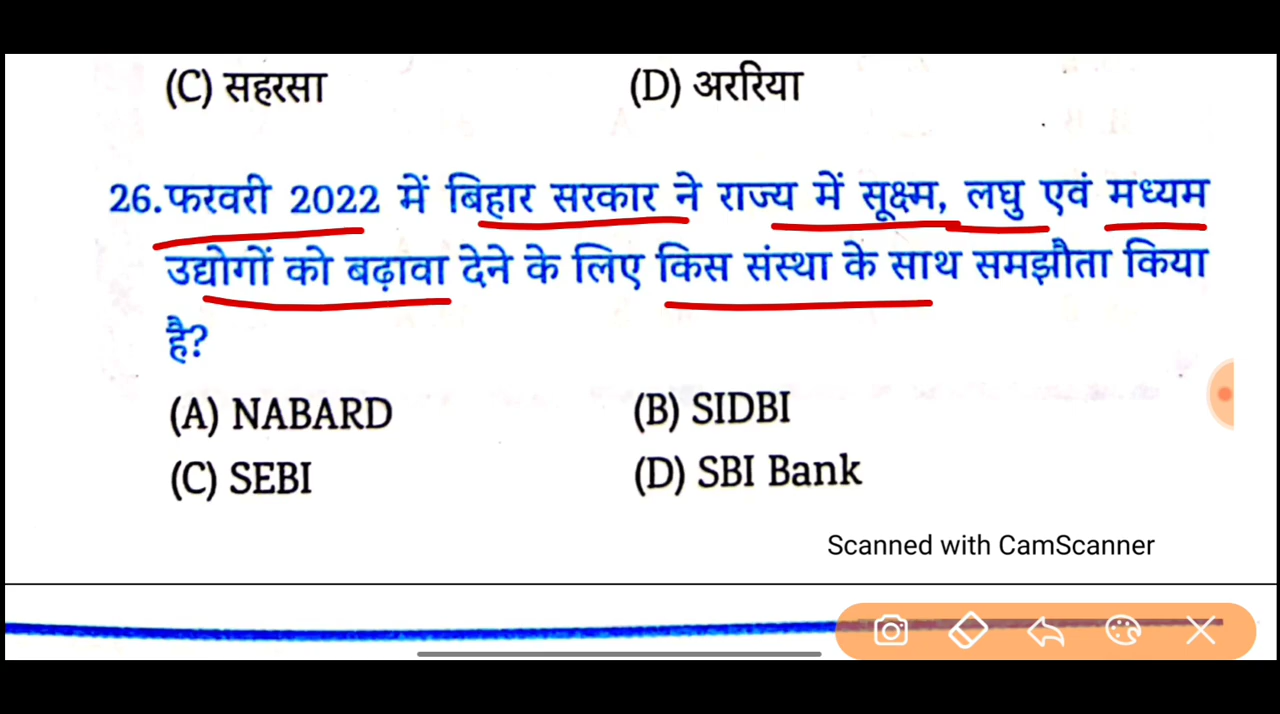 (C) सहरसा (D) अररिया
26.फरवरी 2022 में बिहार सरकार ने राज्य में सूक्ष्म, लघु एवं मध्यम
उद्योगों को बढ़ावा देने के लिए किस संस्था के साथ समझौता किया
है?
(A) NABARD (B) SIDBI
(C) SEBI (D) SBI Bank
Scanned with CamScanner